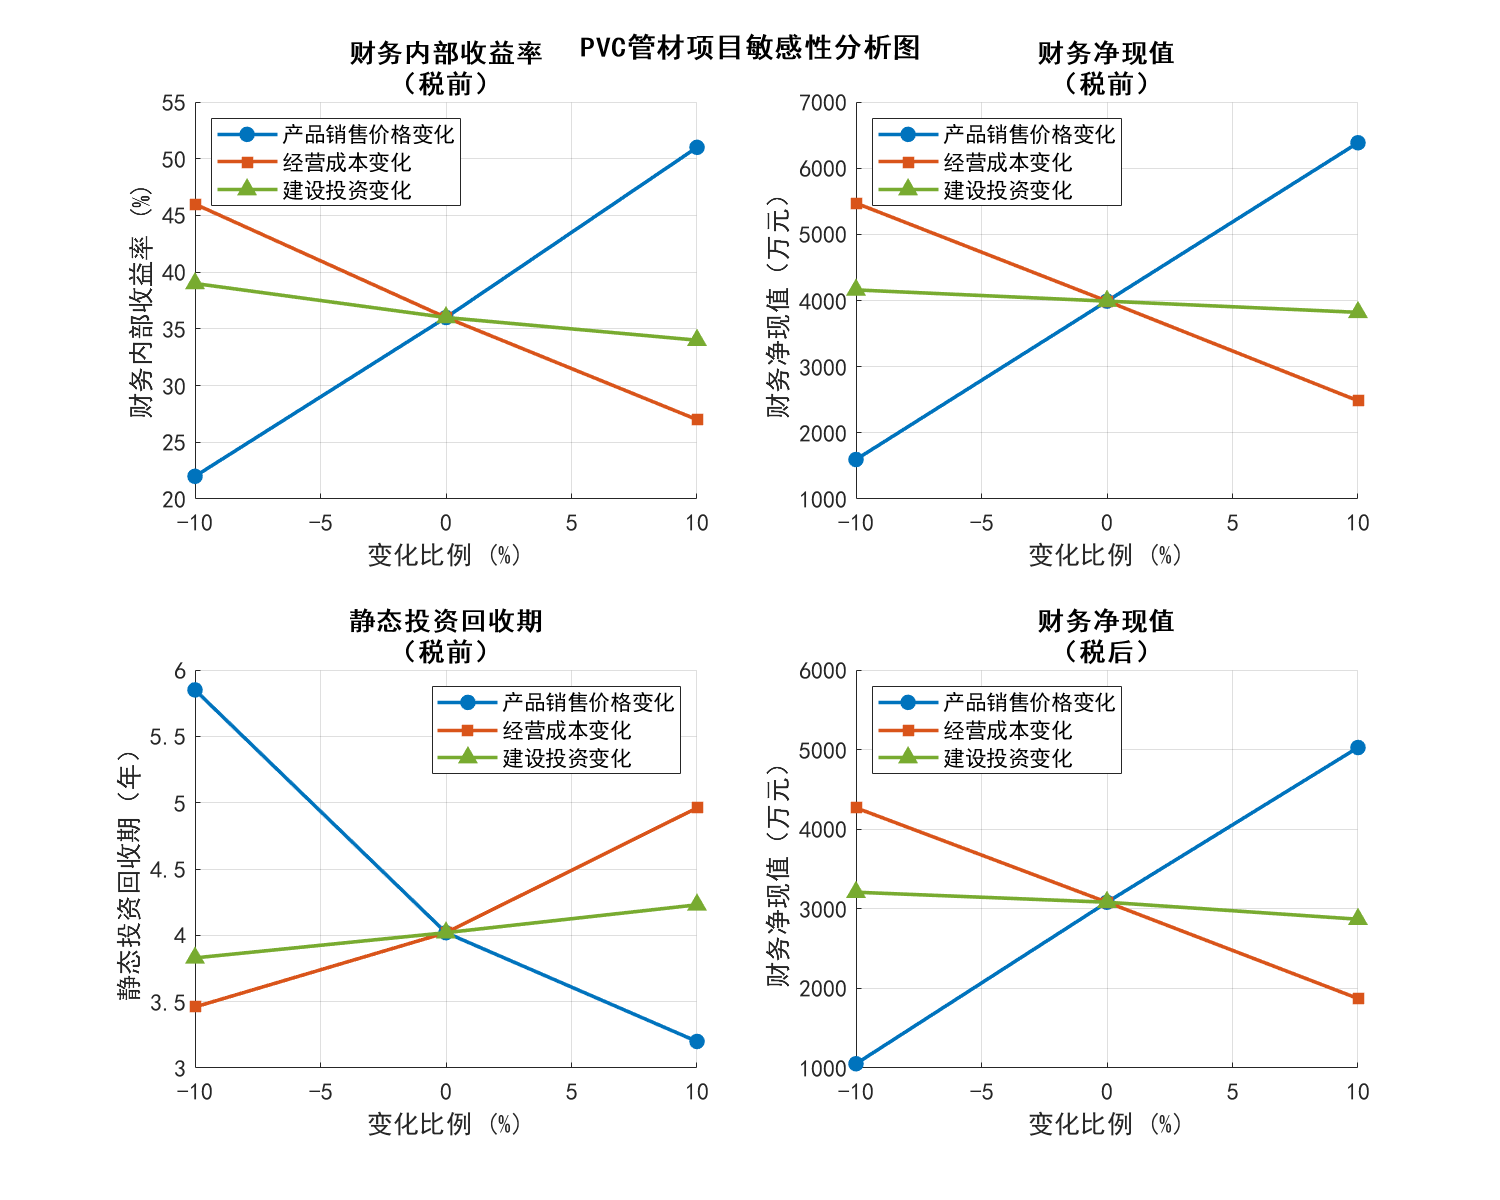 PVC管材项目敏感性分析图
财务内部收益率
（税前）
55
50
45
40
35
30
25
20
财务内部收益率 (%)
产品销售价格变化
经营成本变化
建设投资变化
-10
-5
0
5
10
变化比例 (%)
财务净现值
（税前）
7000
6000
5000
4000
3000
2000
1000
财务净现值（万元）
产品销售价格变化
经营成本变化
建设投资变化
-10
-5
0
5
10
变化比例 (%)
静态投资回收期
（税前）
6
5.5
5
4.5
4
3.5
3
静态投资回收期（年）
产品销售价格变化
经营成本变化
建设投资变化
-10
-5
0
5
10
变化比例 (%)
财务净现值
（税后）
6000
5000
4000
3000
2000
1000
财务净现值（万元）
产品销售价格变化
经营成本变化
建设投资变化
-10
-5
0
5
10
变化比例 (%)